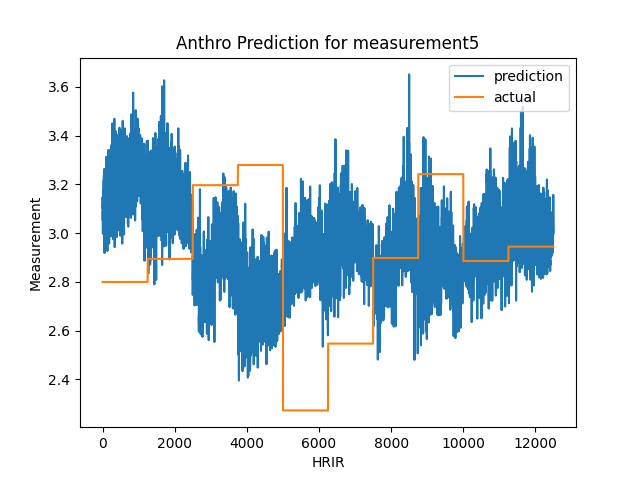 Anthro Prediction for measurement5
prediction
actual
Measurement
3.6
3.4
3.2
3.0
2.8
2.6
2.4
0 2000 4000 6000 8000 10000 12000
HRIR